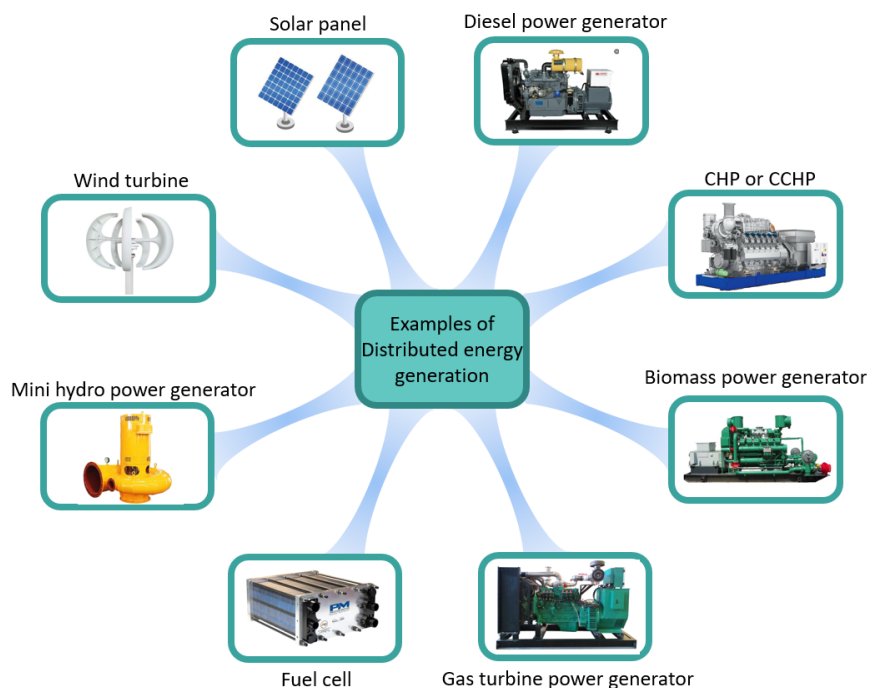 Solar panel
Diesel power generator
Wind turbine
CHP or CCHP
Examples of
Distributed energy
generation
Mini hydro power generator
Biomass power generator
PM
Fuel cell
Gas turbine power generator